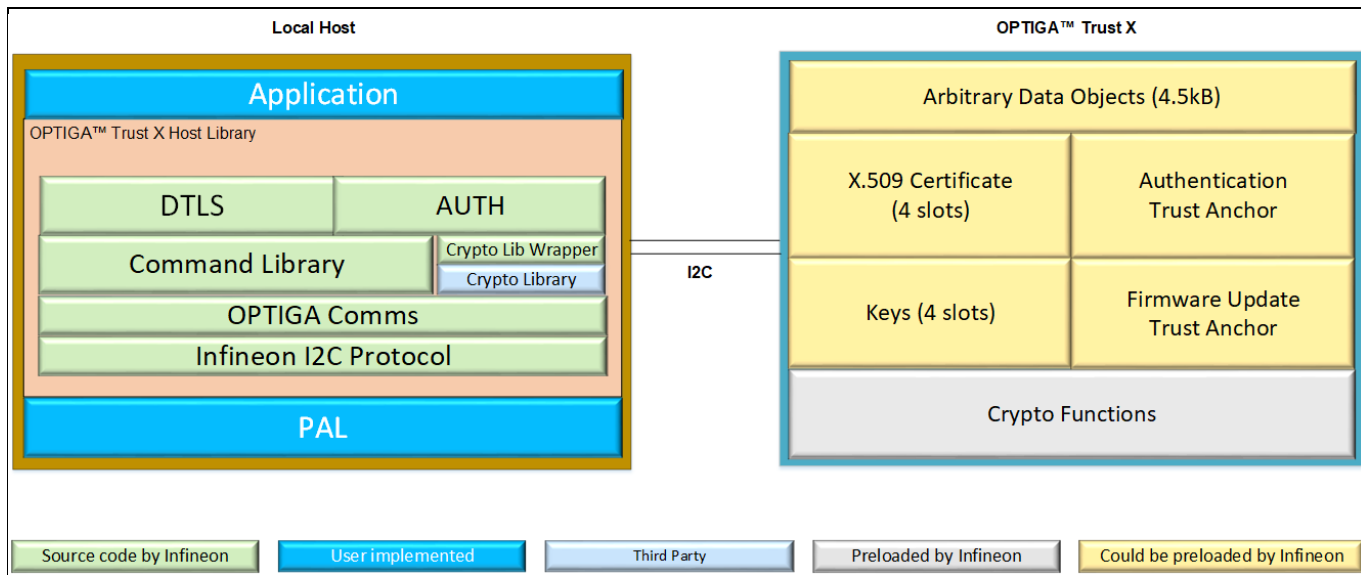 Local Host
OPTIGA™ Trust X
Application
OPTIGA™ Trust X Host Library
DTLS
AUTH
Command Library
Crypto Lib Wrapper
Crypto Library
OPTIGA Comms
Infineon I2C Protocol
PAL
I2C
Arbitrary Data Objects (4.5kB)
X.509 Certificate
(4 slots)
Authentication
Trust Anchor
Keys (4 slots)
Firmware Update
Trust Anchor
Crypto Functions
Source code by Infineon
User implemented
Third Party
Preloaded by Infineon
Could be preloaded by Infineon